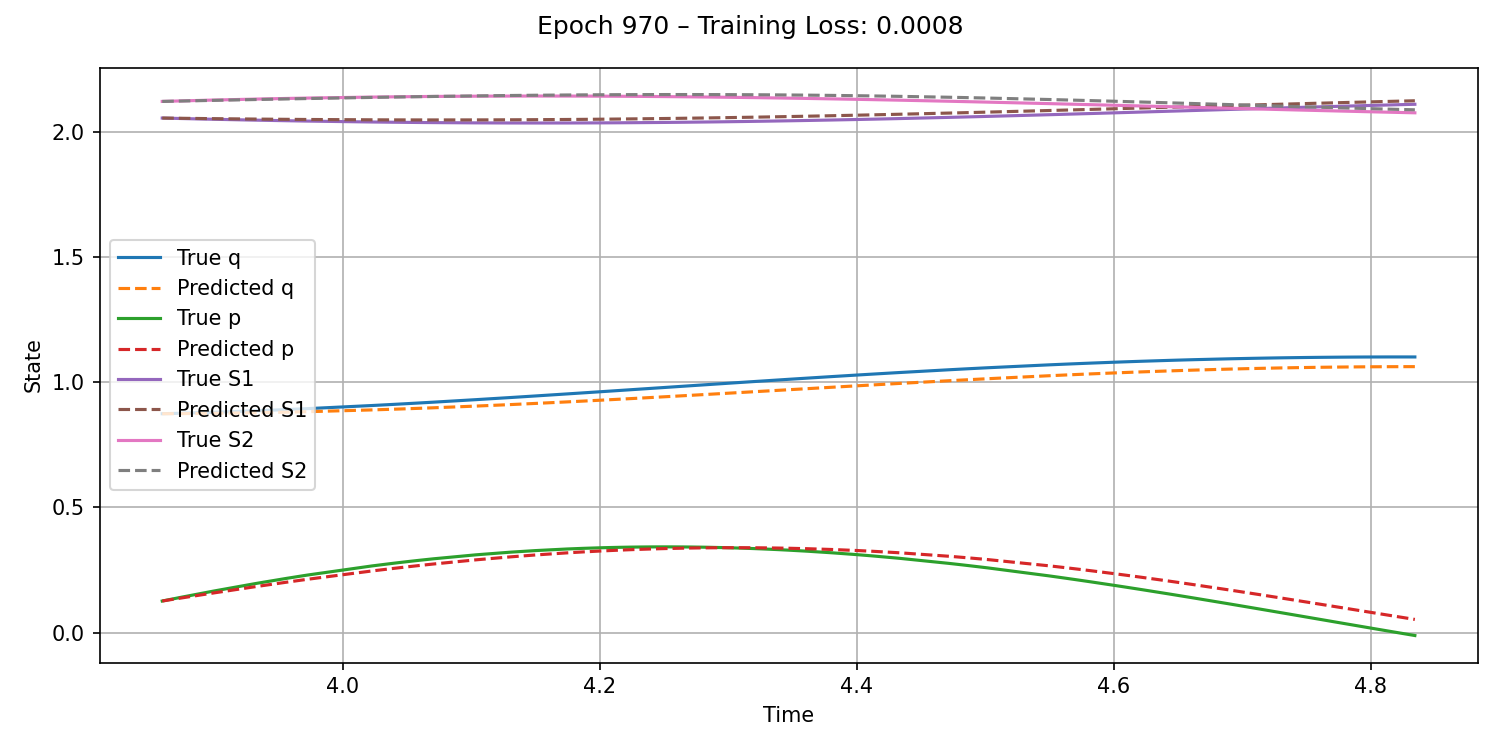 Epoch 970 – Training Loss: 0.0008
State
2.0
1.5
1.0
0.5
0.0
True q
Predicted q
True p
Predicted p
True S1
Predicted S1
True S2
Predicted S2
4.0
4.2
4.4
4.6
4.8
Time